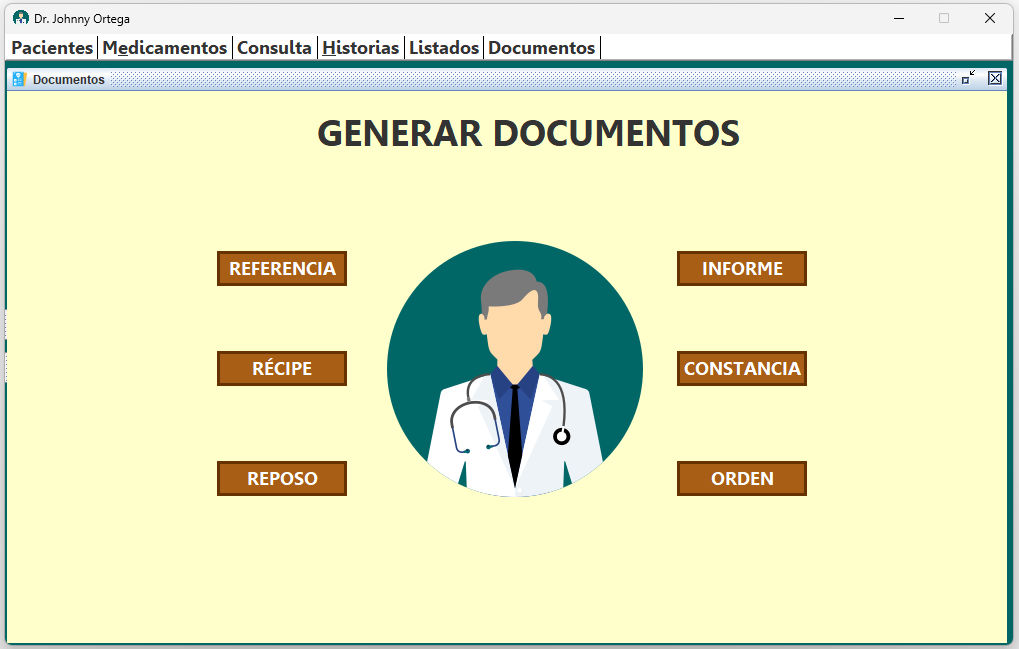 Dr. Johnny Ortega
Pacientes Medicamentos Consulta Historias Listados Documentos
Documentos
GENERAR DOCUMENTOS
REFERENCIA INFORME
RÉCIPE CONSTANCIA
REPOSO ORDEN